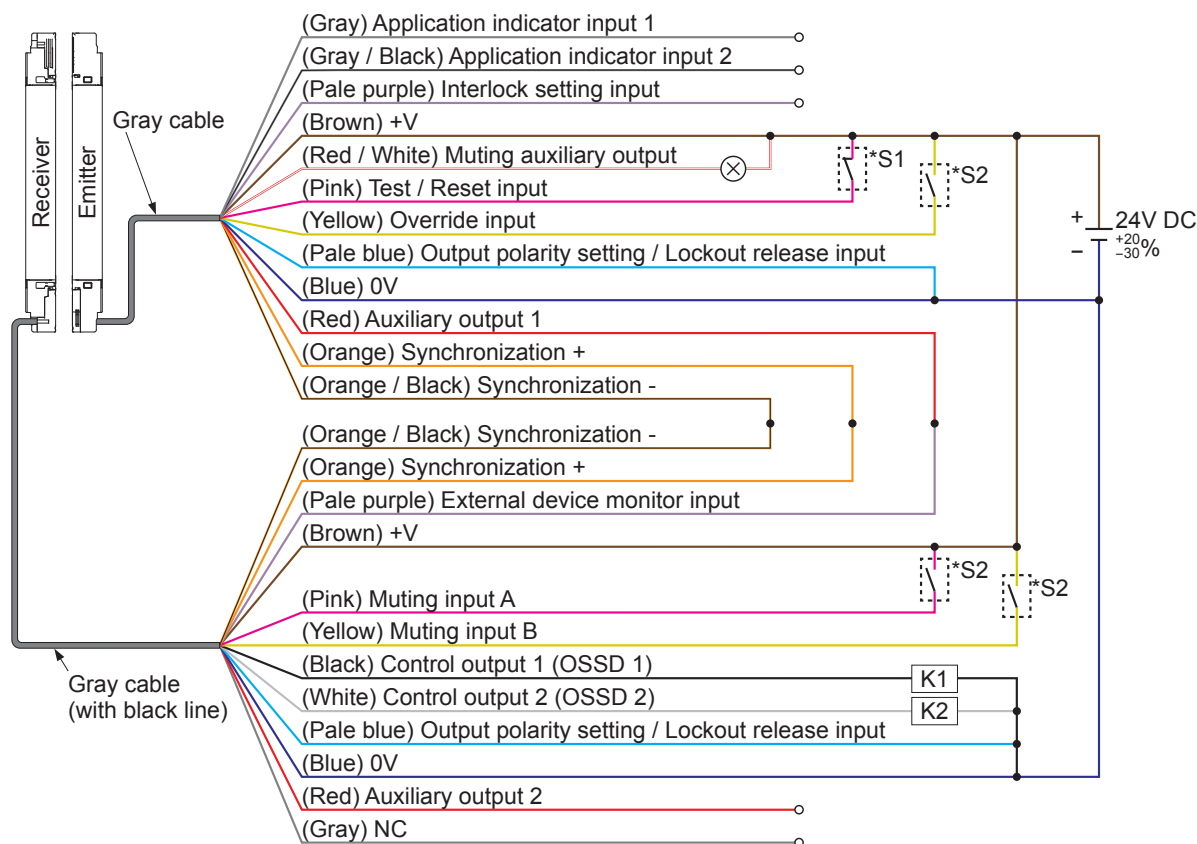 (Gray) Application indicator input 1
(Gray / Black) Application indicator input 2
(Pale purple) Interlock setting input
Gray cable
(Brown) +V
(Red / White) Muting auxiliary output
*S1
*S2
(Pink) Test / Reset input
Receiver
Emitter
(Yellow) Override input
+
24V DC
+20
−30 %
−
(Pale blue) Output polarity setting / Lockout release input
(Blue) 0V
(Red) Auxiliary output 1
(Orange) Synchronization +
(Orange / Black) Synchronization -
(Orange / Black) Synchronization -
(Orange) Synchronization +
(Pale purple) External device monitor input
(Brown) +V
*S2
*S2
(Pink) Muting input A
(Yellow) Muting input B
(Black) Control output 1 (OSSD 1)
K1
Gray cable
(with black line)
(White) Control output 2 (OSSD 2)
K2
(Pale blue) Output polarity setting / Lockout release input
(Blue) 0V
(Red) Auxiliary output 2
(Gray) NC